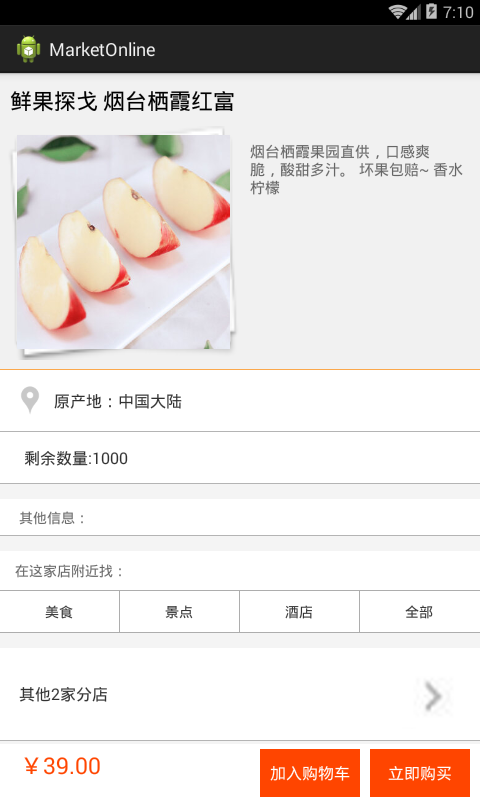 7:10
MarketOnline
鲜果探戈 烟台栖霞红富
烟台栖霞果园直供，口感爽
脆，酸甜多汁。 坏果包赔~ 香水
柠檬
原产地：中国大陆
剩余数量:1000
其他信息：
在这家店附近找：
美食 景点 酒店 全部
其他2家分店
￥39.00 加入购物车 立即购买